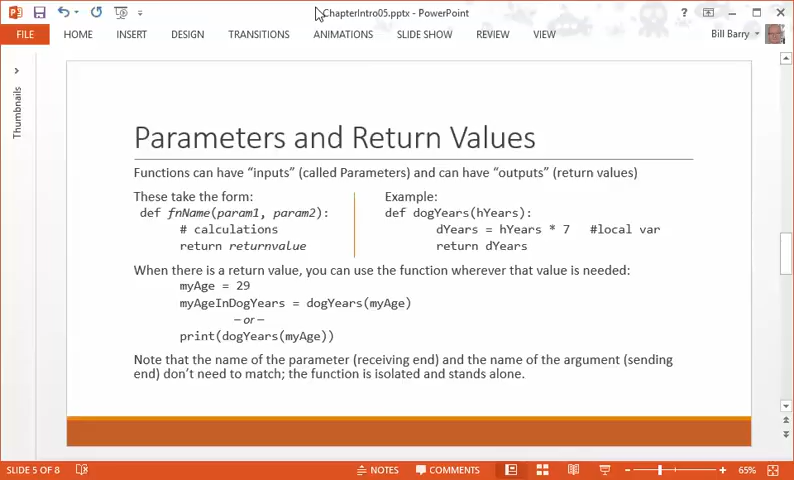 ChapterIntro05.pptx - PowerPoint
?
FILE HOME INSERT DESIGN TRANSITIONS ANIMATIONS SLIDE SHOW REVIEW VIEW Bill Barry
Thumbnails
Parameters and Return Values
Functions can have “inputs” (called Parameters) and can have “outputs” (return values)
These take the form:
def fnName(param1, param2):
# calculations
return returnvalue
Example:
def dogYears(hYears):
dYears = hYears * 7 #local var
return dYears
When there is a return value, you can use the function wherever that value is needed:
myAge = 29
myAgeInDogYears = dogYears(myAge)
— or —
print(dogYears(myAge))
Note that the name of the parameter (receiving end) and the name of the argument (sending
end) don’t need to match; the function is isolated and stands alone.
SLIDE 5 OF 8 NOTES COMMENTS 65%